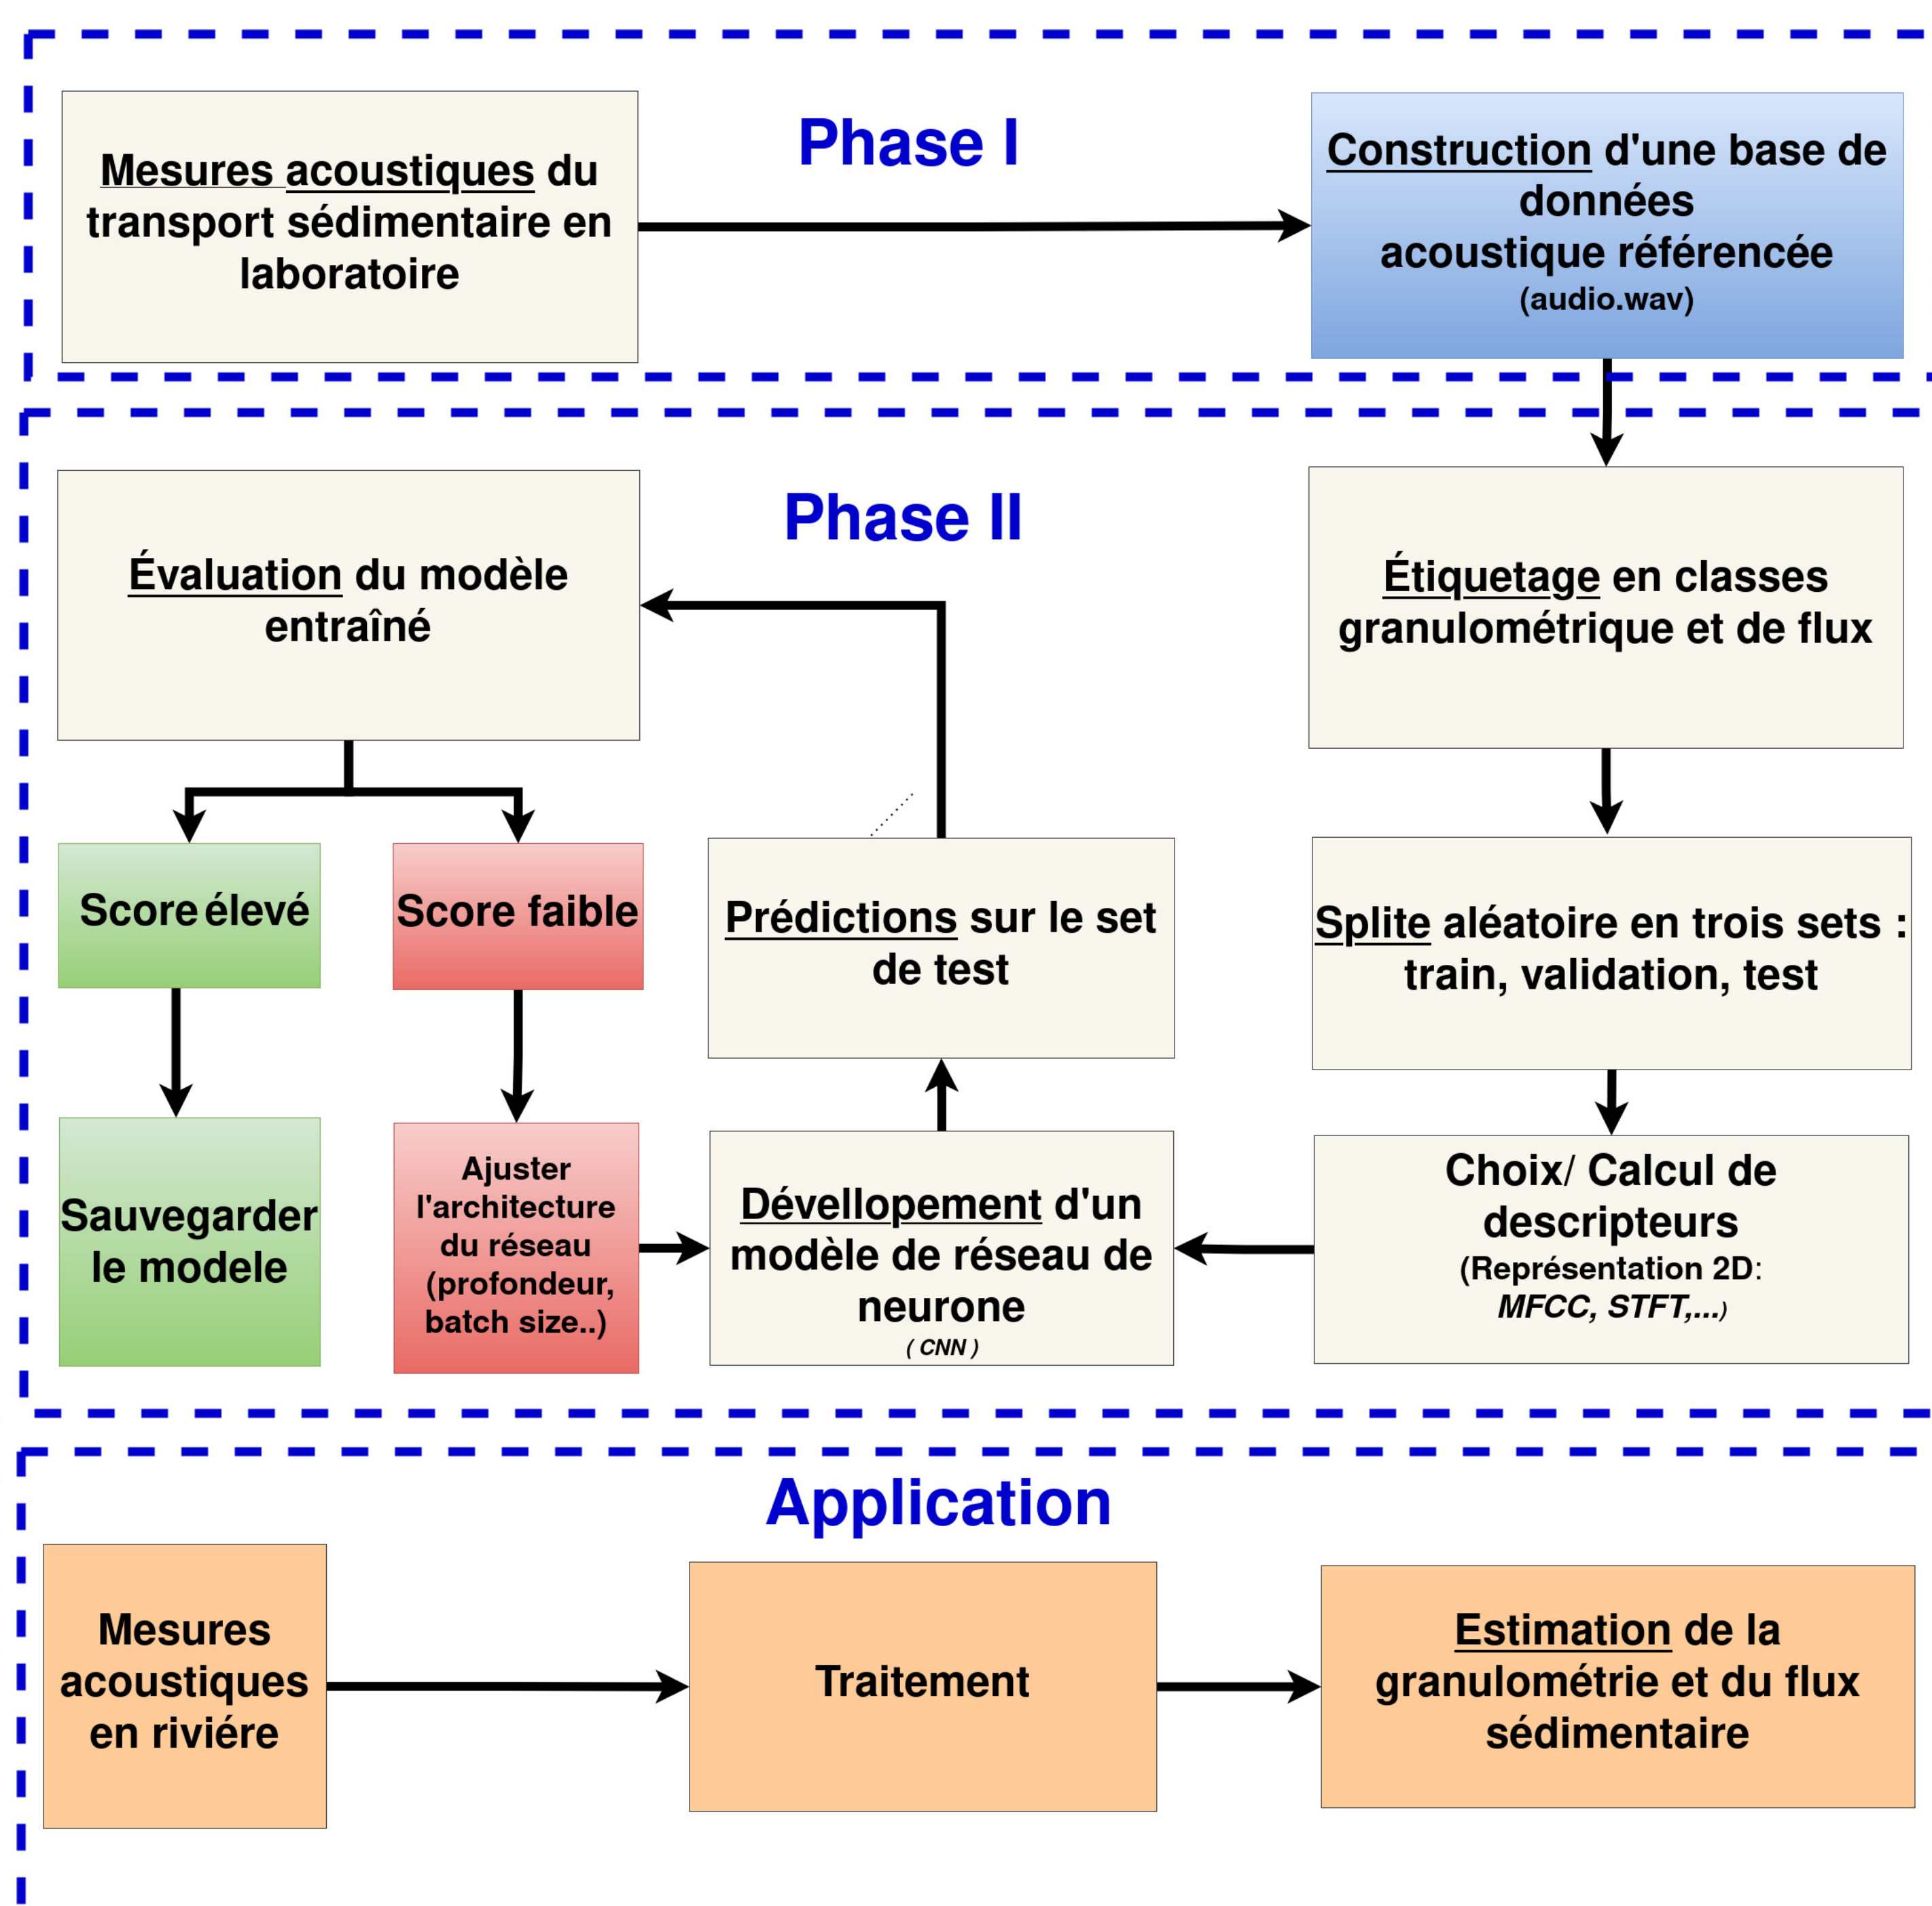 Phase I
Mesures acoustiques du
transport sédimentaire en
laboratoire
Construction d'une base de
données
acoustique référencée
(audio.wav)
Phase II
Étiquetage en classes
granulométrique et de flux
Splite aléatoire en trois sets :
train, validation, test
Choix/ Calcul de
descripteurs
(Représentation 2D:
MFCC, STFT,...)
Dévellopement d'un
modèle de réseau de
neurone
( CNN )
Prédictions sur le set
de test
Évaluation du modèle
entraîné
Score élevé
Sauvegarder
le modele
Score faible
Ajuster
l'architecture
du réseau
(profondeur,
batch size..)
Application
Mesures
acoustiques
en riviére
Traitement
Estimation de la
granulométrie et du flux
sédimentaire